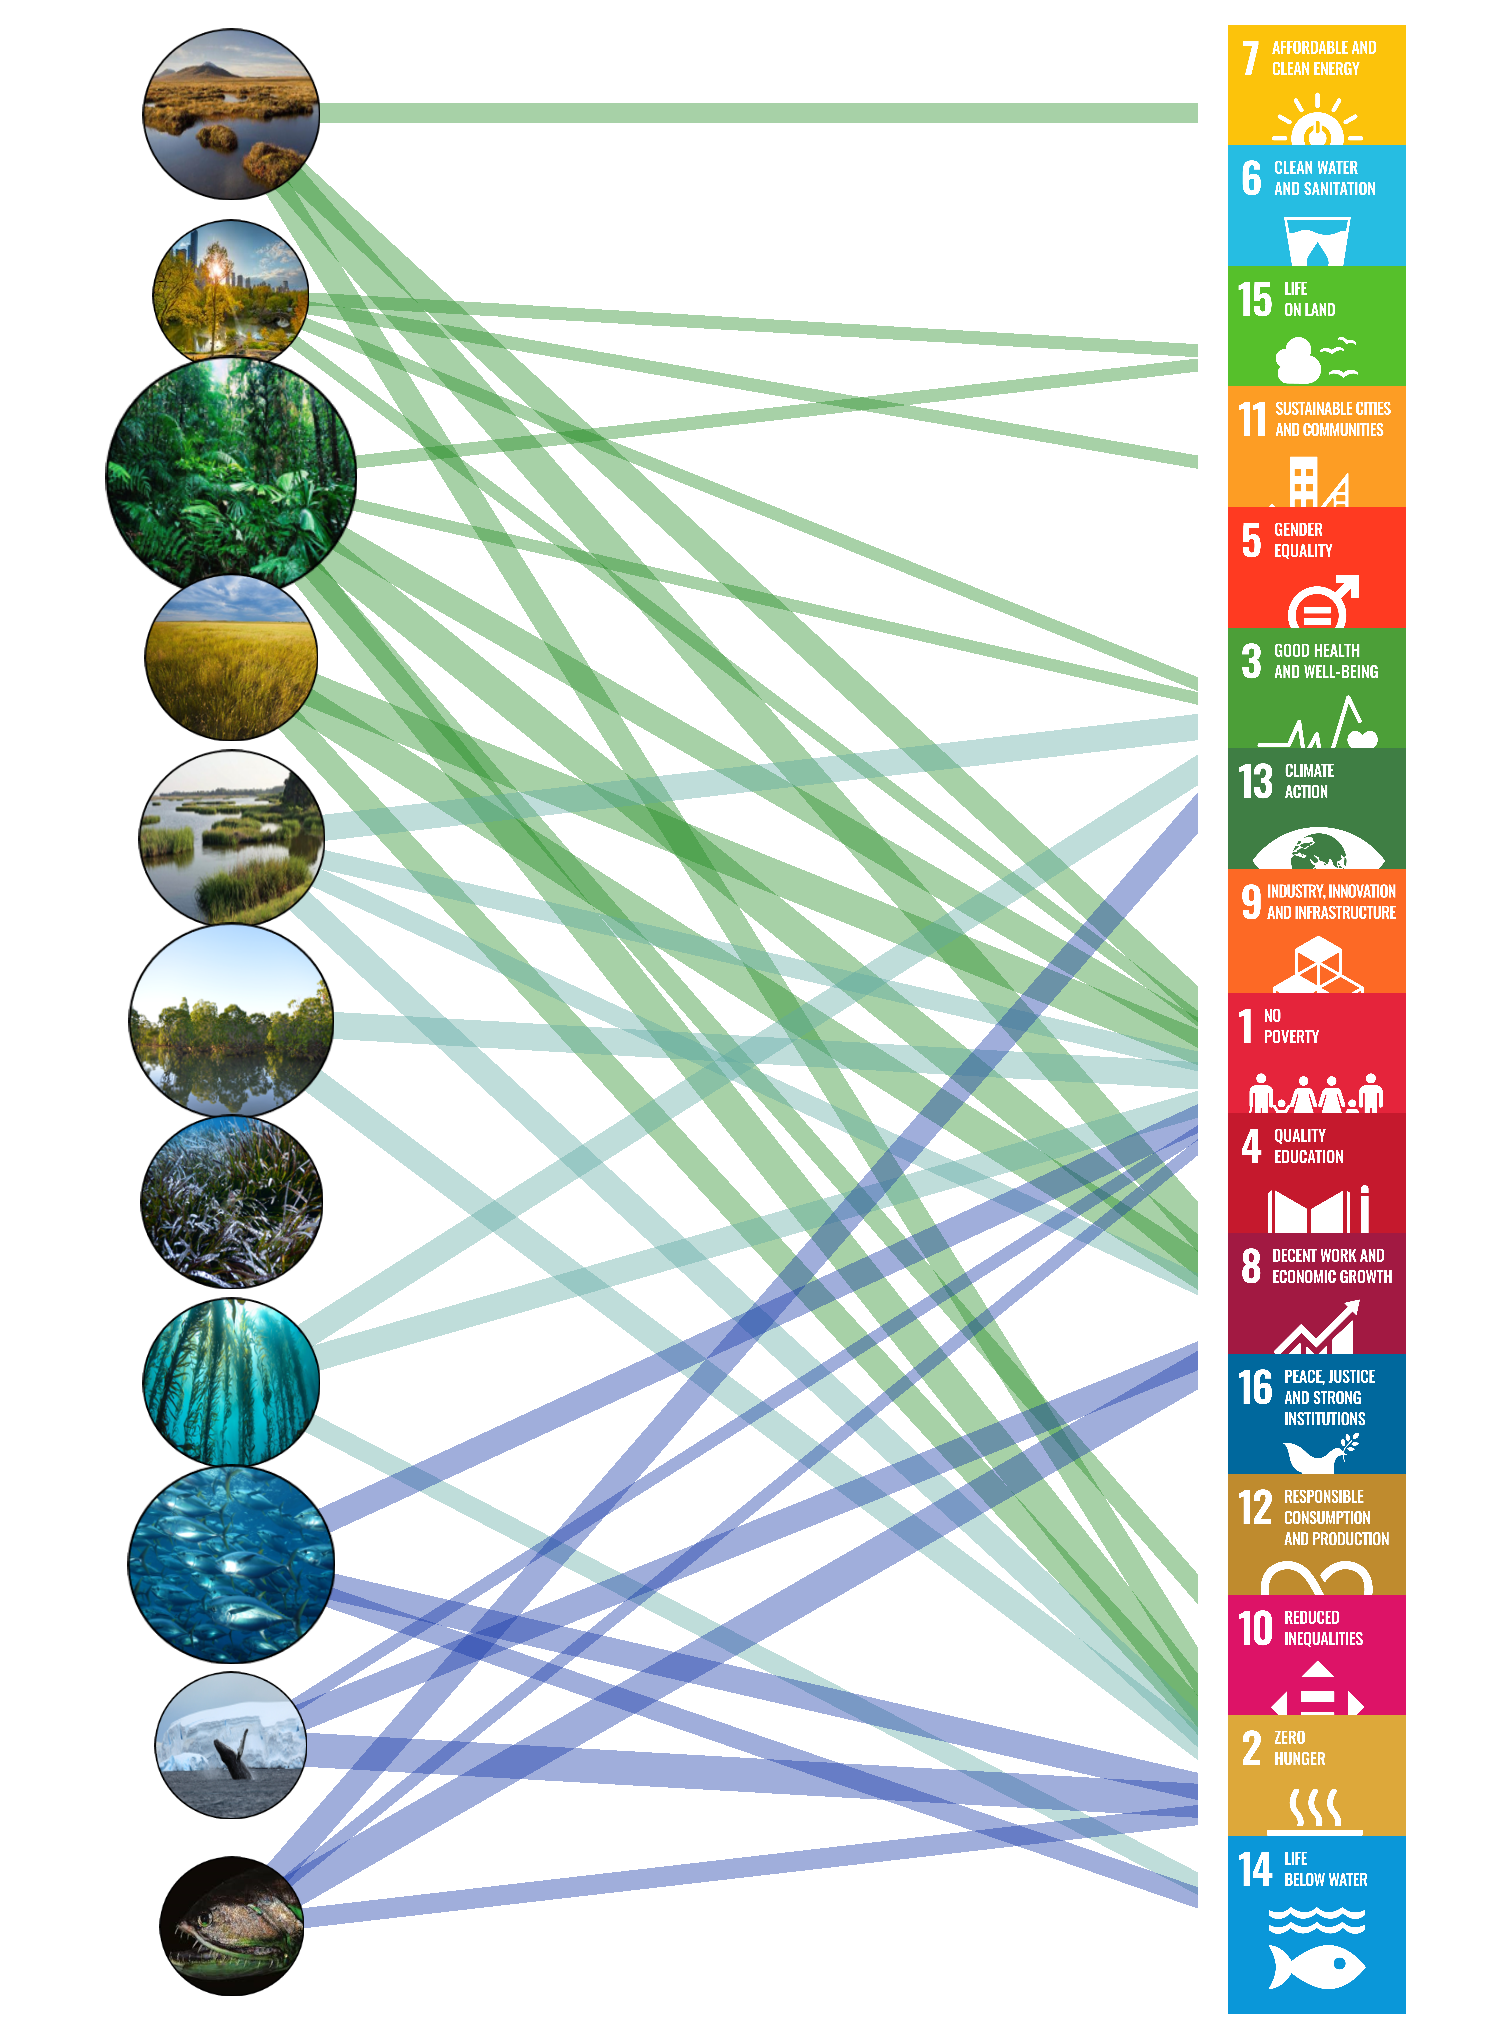 7 AFFORDABLE AND
CLEAN ENERGY
6 CLEAN WATER
AND SANITATION
15 LIFE
ON LAND
11 SUSTAINABLE CITIES
AND COMMUNITIES
5 GENDER
EQUALITY
3 GOOD HEALTH
AND WELL-BEING
13 CLIMATE
ACTION
9 INDUSTRY, INNOVATION
AND INFRASTRUCTURE
1 NO
POVERTY
4 QUALITY
EDUCATION
8 DECENT WORK AND
ECONOMIC GROWTH
16 PEACE, JUSTICE
AND STRONG
INSTITUTIONS
12 RESPONSIBLE
CONSUMPTION
AND PRODUCTION
10 REDUCED
INEQUALITIES
2 ZERO
HUNGER
14 LIFE
BELOW WATER